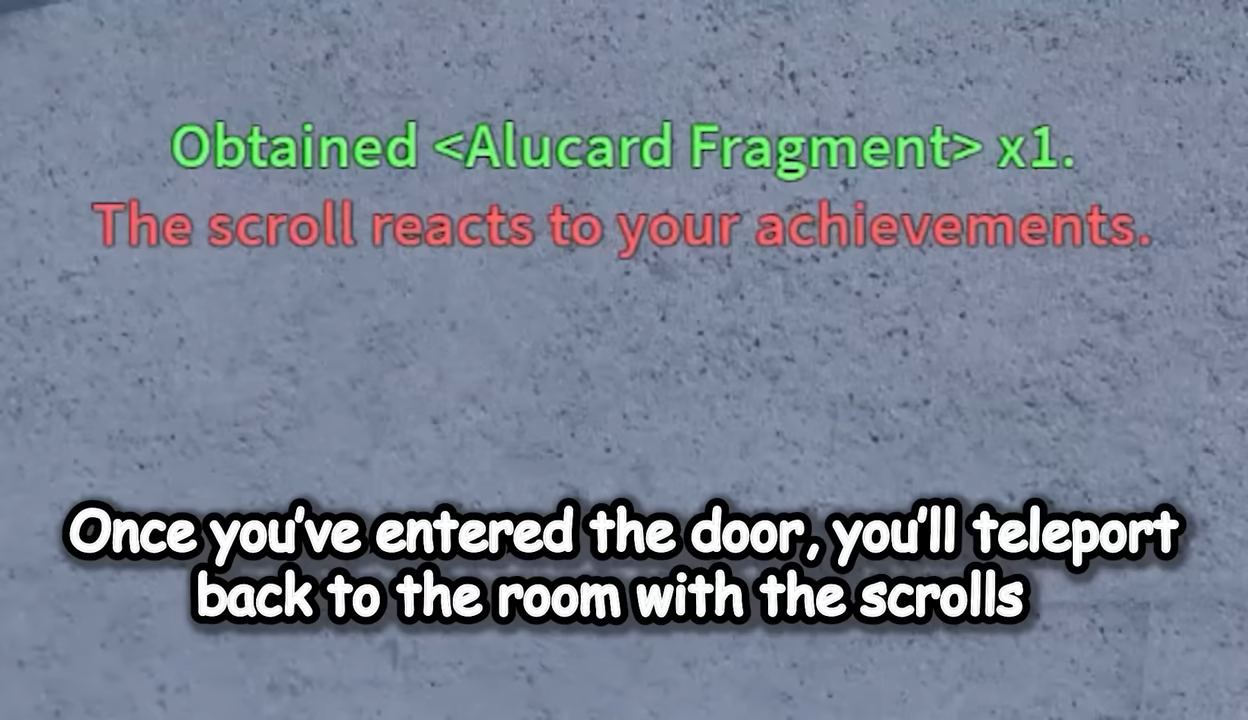 Obtained <Alucard Fragment> x1.
The scroll reacts to your achievements.
Once you've entered the door, you'll teleport
back to the room with the scrolls